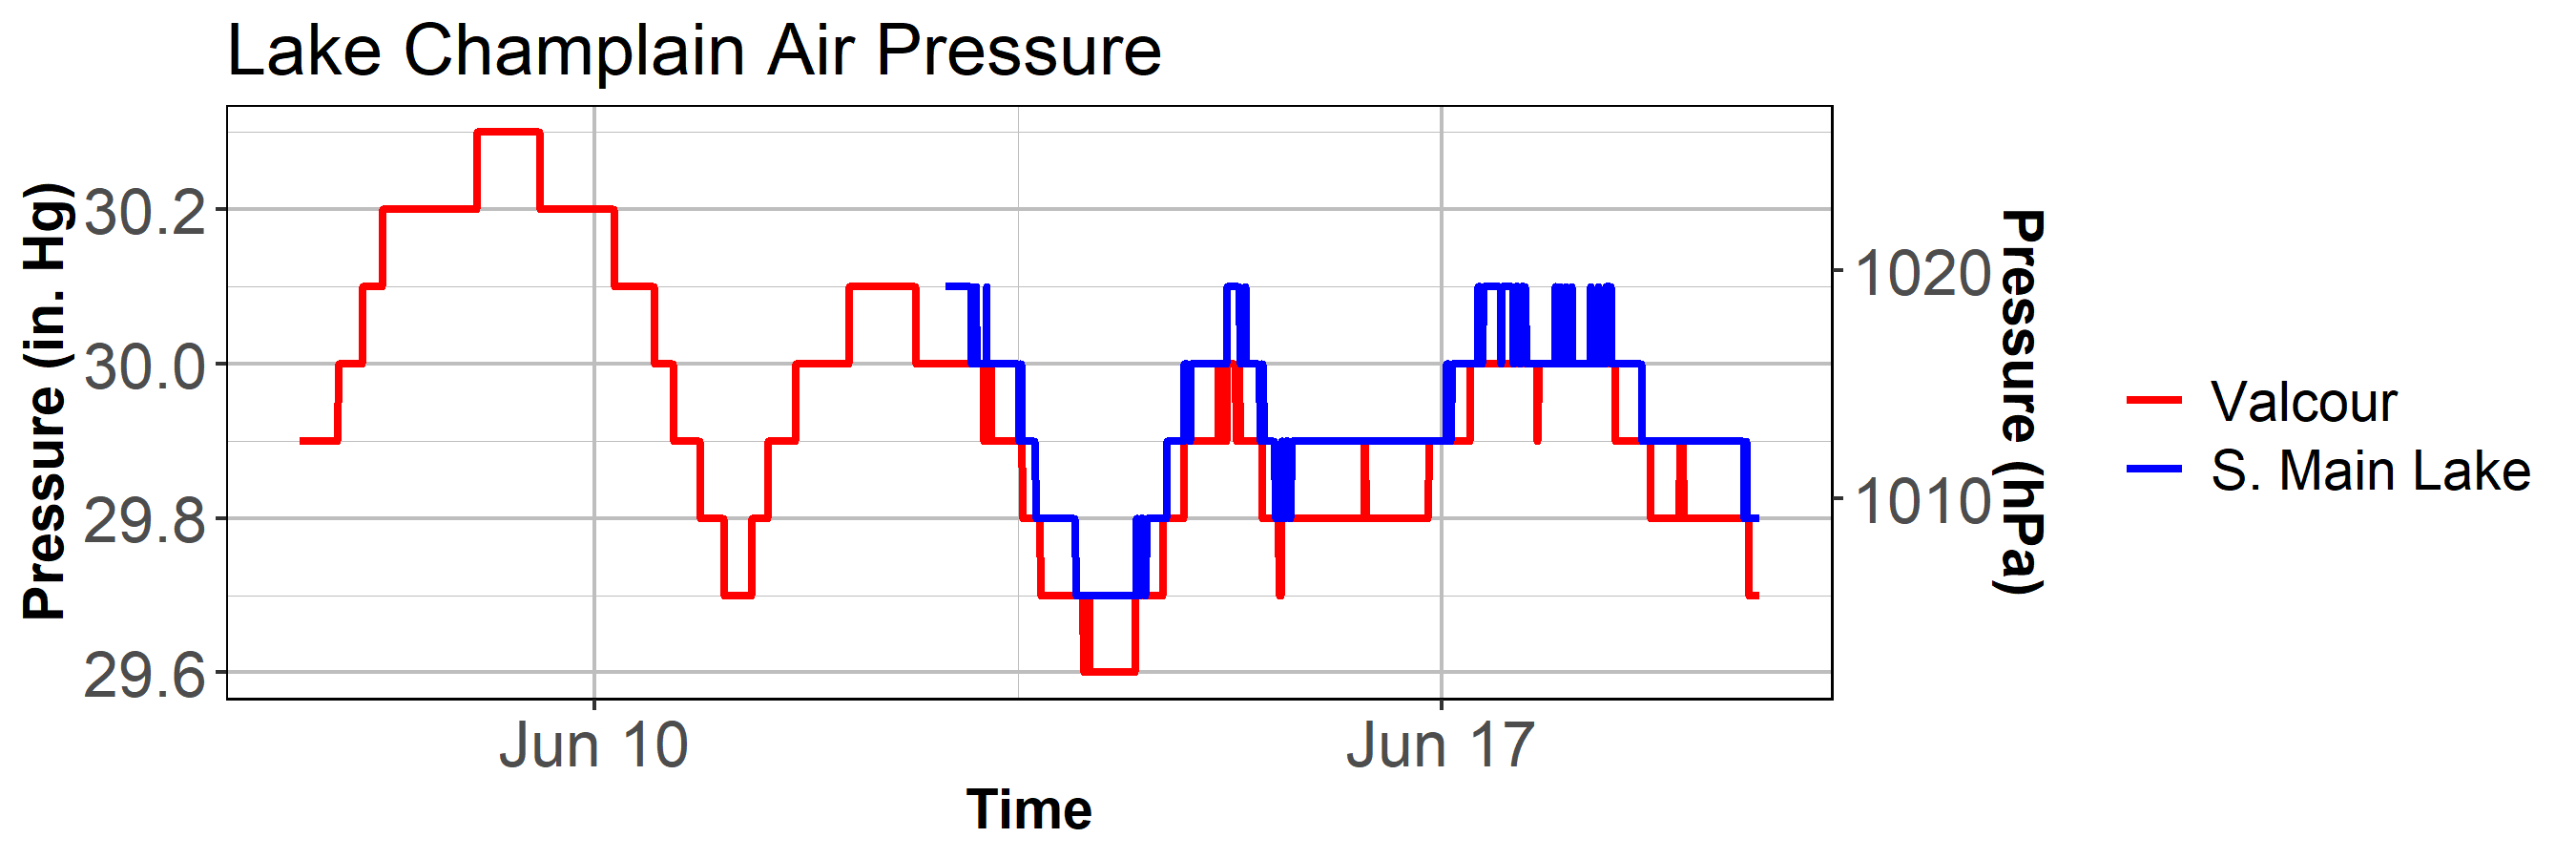 Lake Champlain Air Pressure
Pressure (in. Hg)
30.2
30.0
29.8
29.6
Jun 10
Jun 17
Time
1020
1010
Pressure (hPa)
Valcour
S. Main Lake